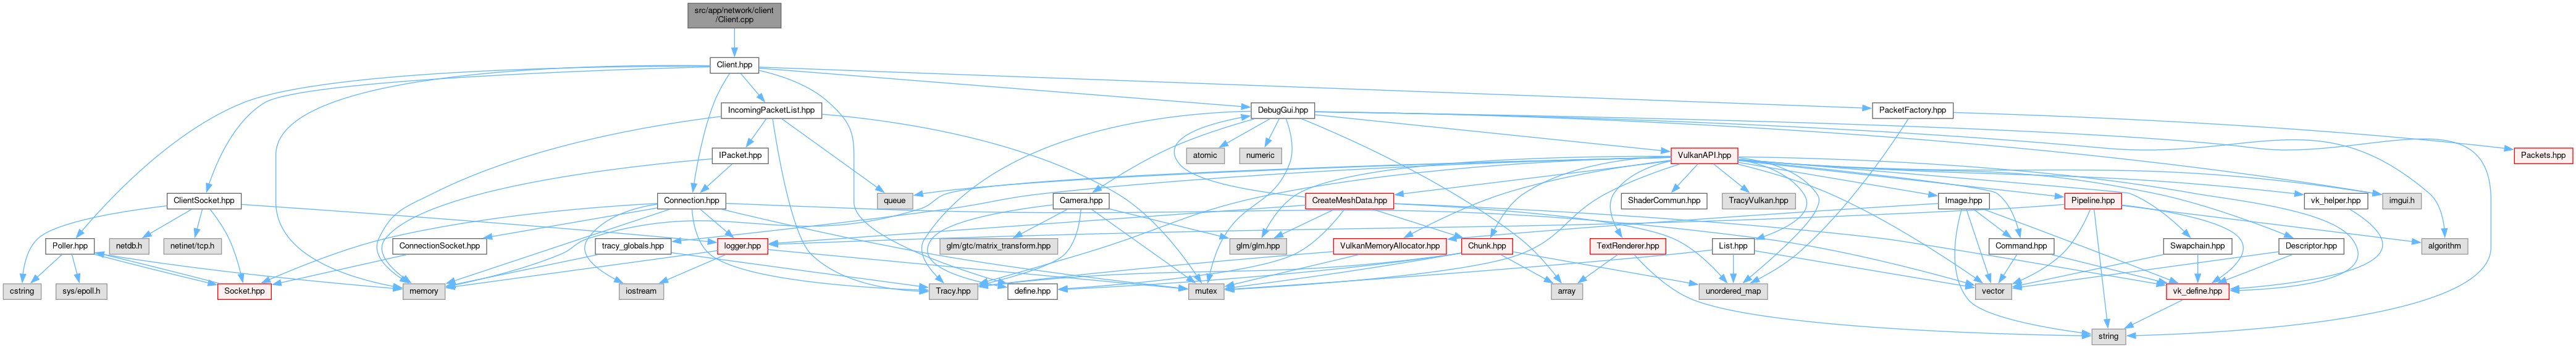 src/app/network/client
/Client.cpp
Client.hpp
IncomingPacketList.hpp
DebugGui.hpp
PacketFactory.hpp
IPacket.hpp
atomic
numeric
VulkanAPI.hpp
Packets.hpp
ClientSocket.hpp
Connection.hpp
queue
Camera.hpp
CreateMeshData.hpp
ShaderCommun.hpp
TracyVulkan.hpp
Image.hpp
Pipeline.hpp
vk_helper.hpp
imgui.h
Poller.hpp
netdb.h
netinet/tcp.h
ConnectionSocket.hpp
tracy_globals.hpp
logger.hpp
glm/gtc/matrix_transform.hpp
glm/glm.hpp
VulkanMemoryAllocator.hpp
Chunk.hpp
TextRenderer.hpp
List.hpp
Command.hpp
Swapchain.hpp
Descriptor.hpp
algorithm
cstring
sys/epoll.h
Socket.hpp
memory
iostream
Tracy.hpp
define.hpp
mutex
array
unordered_map
vector
vk_define.hpp
string